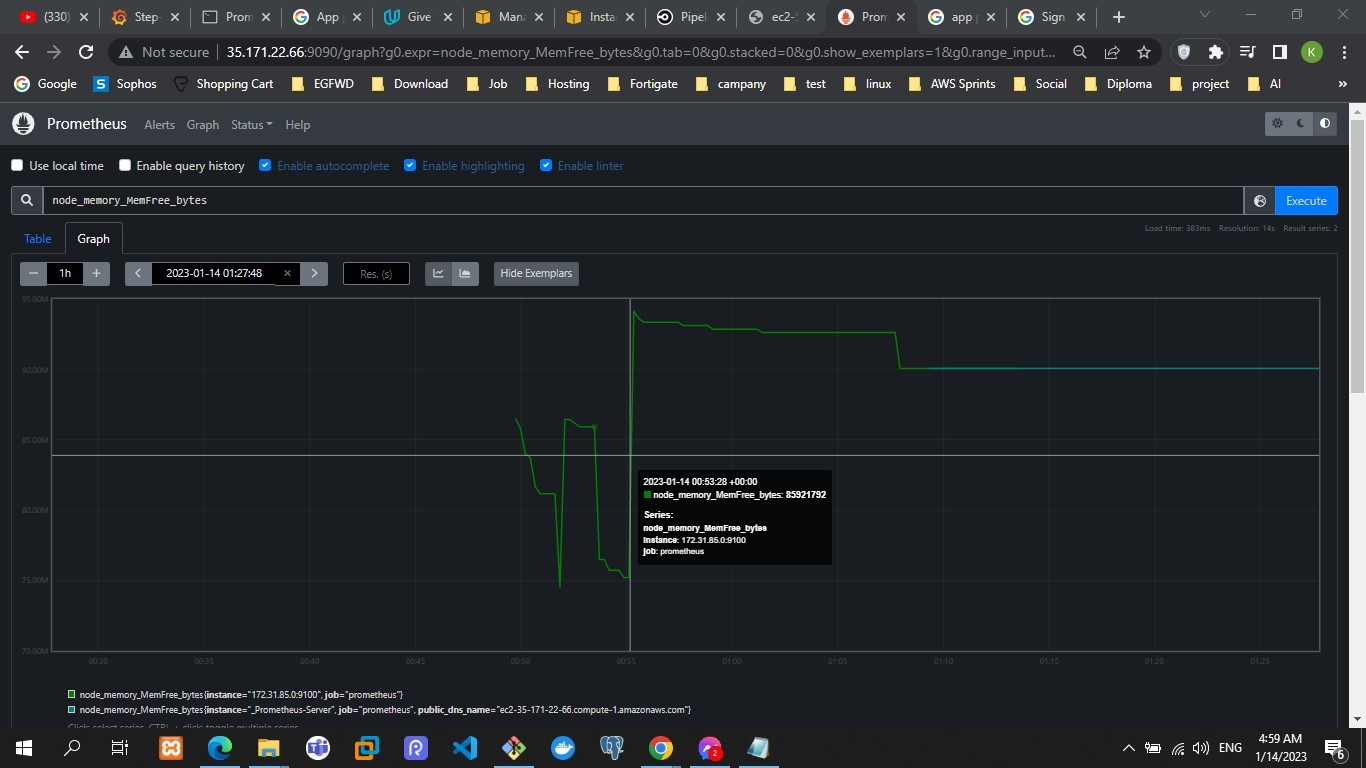 (330)
Step-
Prom
App
Give
Mana
Instan
Pipeli
ec2-5
Prom
app p
Sign
Not secure
35.171.22.66:9090/graph?g0.expr=node_memory_MemFree_bytes&g0.tab=0&g0.stacked=0&g0.show_exemplars=1&g0.range_input...
K
Google
Sophos
Shopping Cart
EGFWD
Download
Job
Hosting
Fortigate
campany
test
linux
AWS Sprints
Social
Diploma
project
AI
»
Prometheus
Alerts
Graph
Status
Help
Use local time
Enable query history
Enable autocomplete
Enable highlighting
Enable linter
node_memory_MemFree_bytes
Execute
Load time: 383ms Resolution: 14s Result series: 2
Table
Graph
1h
2023-01-14 01:27:48
Res. (s)
Hide Exemplars
95.00M
90.00M
85.00M
80.00M
75.00M
70.00M
2023-01-14 00:53:28 +00:00
node_memory_MemFree_bytes: 85921792
Series:
node_memory_MemFree_bytes
instance: 172.31.85.0:9100
job: prometheus
00:30
00:35
00:40
00:45
00:50
00:55
01:00
01:05
01:10
01:15
01:20
01:25
node_memory_MemFree_bytes{instance="172.31.85.0:9100", job="prometheus"}
node_memory_MemFree_bytes{instance="_Prometheus-Server", job="prometheus", public_dns_name="ec2-35-171-22-66.compute-1.amazonaws.com"}
Click: select series, CTRL + click: toggle multiple series
2
ENG
4:59 AM
1/14/2023
6